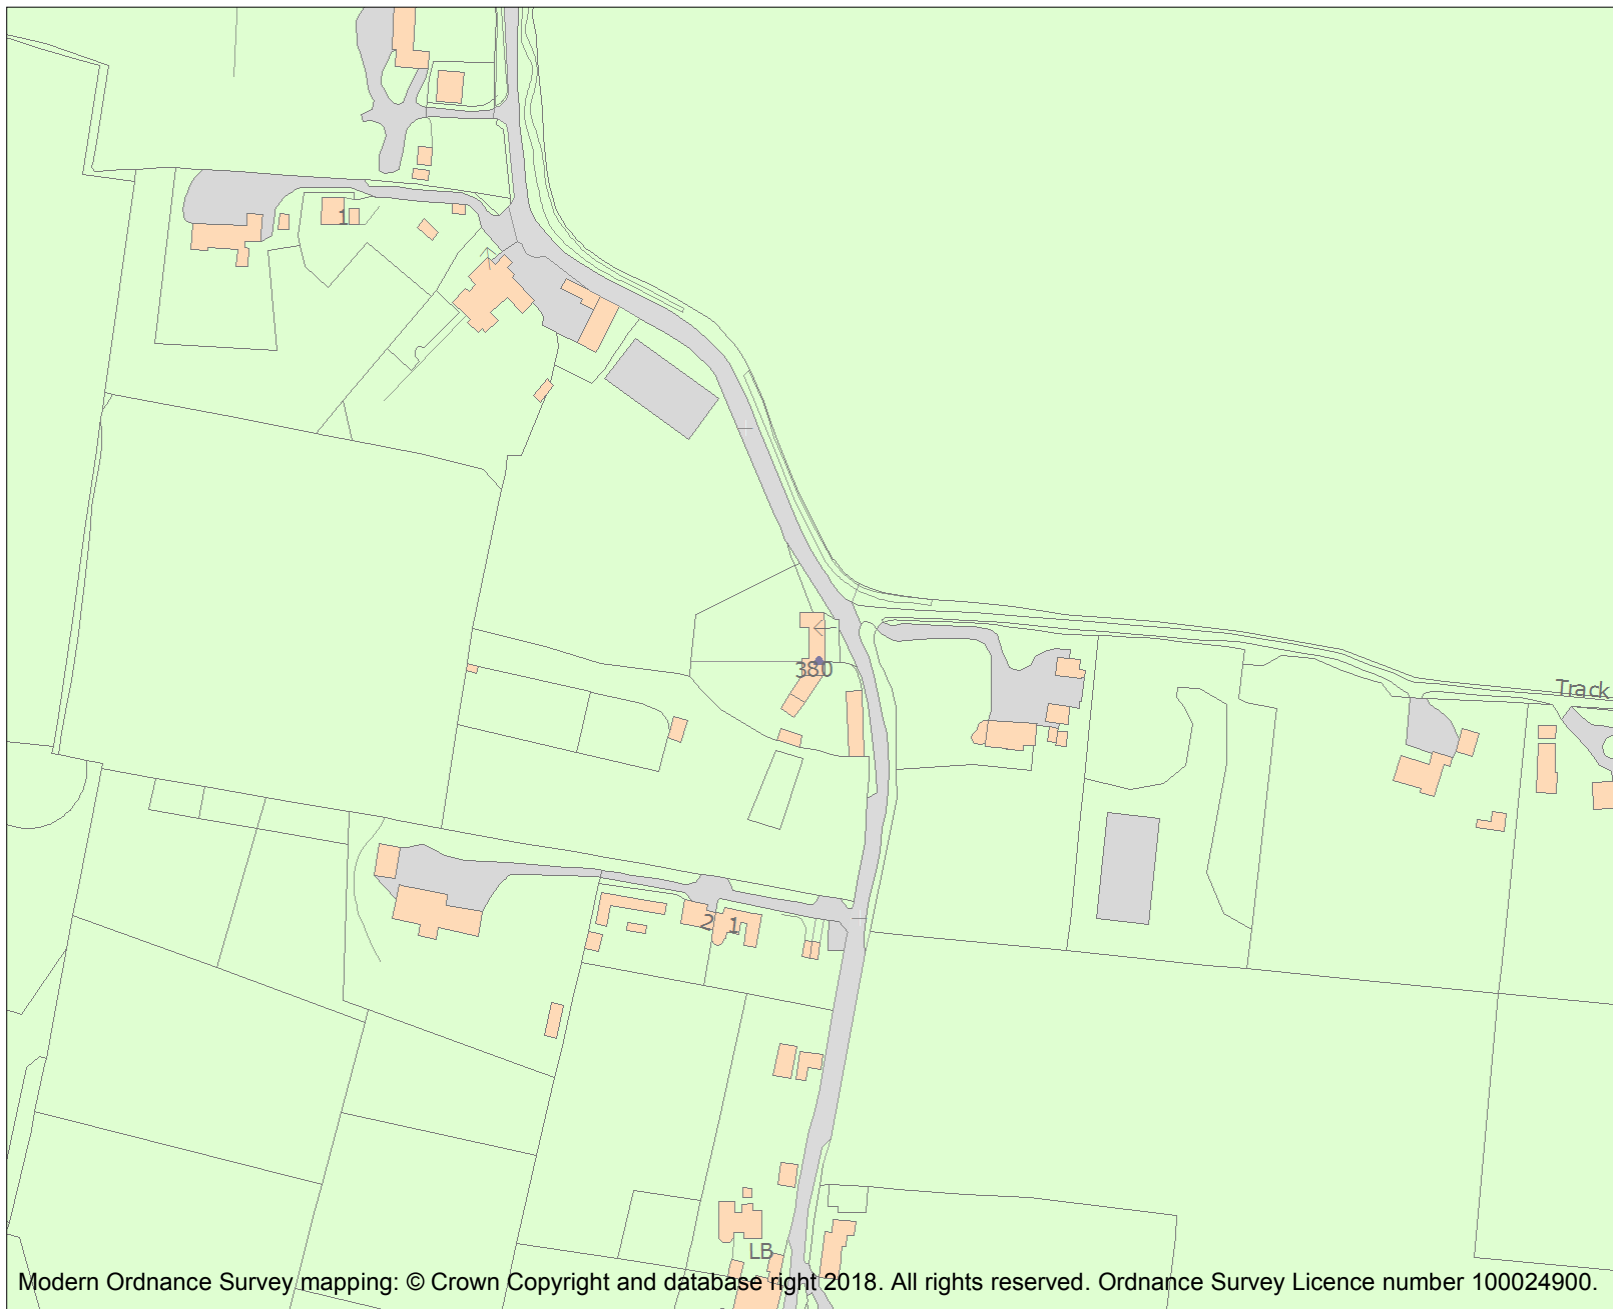 1
380
Track
2 1
LB
Modern Ordnance Survey mapping: © Crown Copyright and database right 2018. All rights reserved. Ordnance Survey Licence number 100024900.